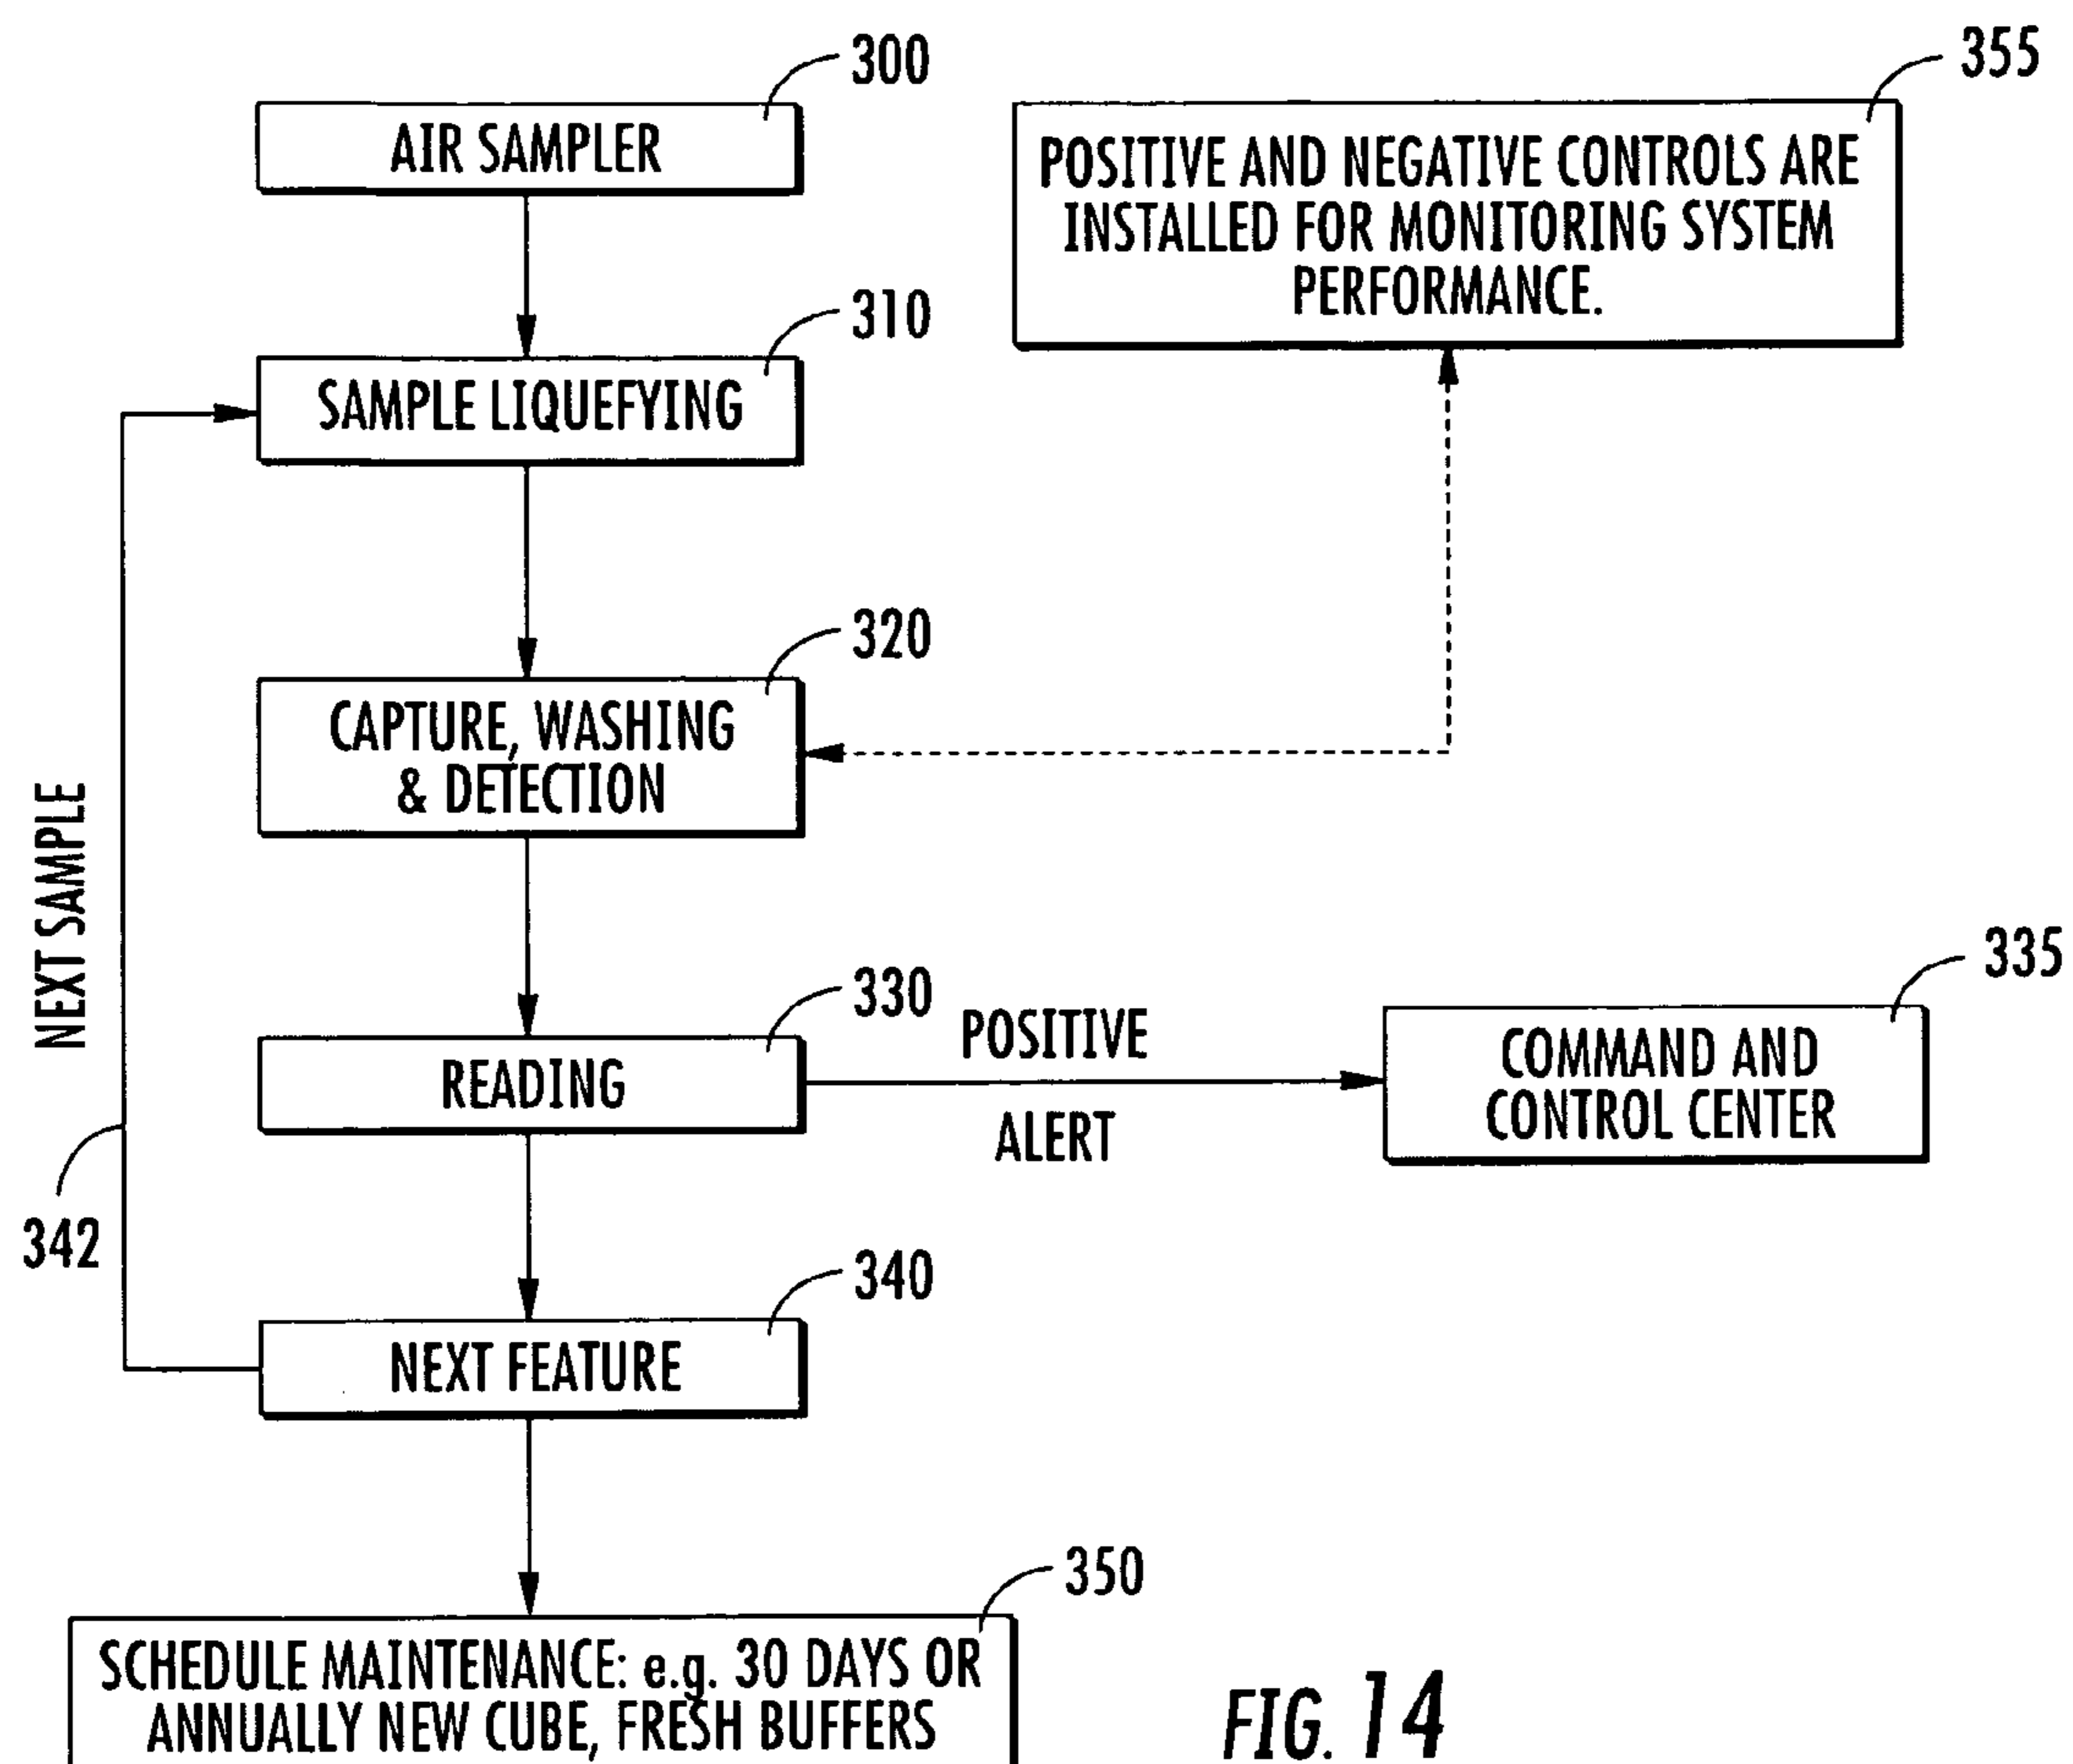 300
AIR SAMPLER
355
POSITIVE AND NEGATIVE CONTROLS ARE
INSTALLED FOR MONITORING SYSTEM
PERFORMANCE.
310
SAMPLE LIQUEFYING
320
CAPTURE, WASHING
& DETECTION
NEXT SAMPLE
342
330
READING
POSITIVE
ALERT
335
COMMAND AND
CONTROL CENTER
340
NEXT FEATURE
350
SCHEDULE MAINTENANCE: e.g. 30 DAYS OR
ANNUALLY NEW CUBE, FRESH BUFFERS
FIG. 14